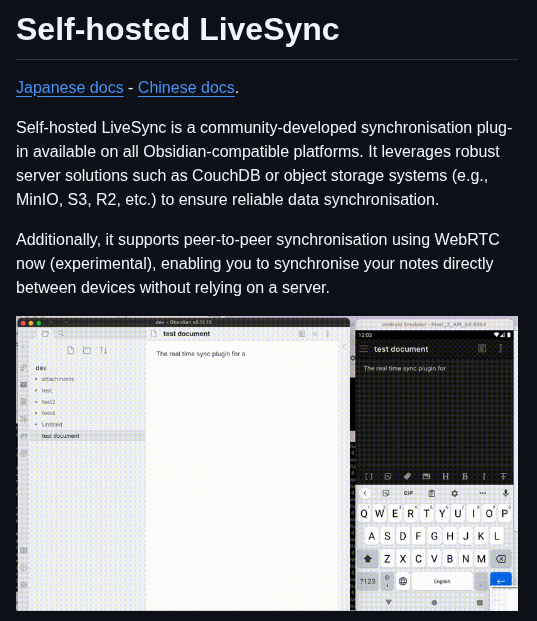 Self-hosted LiveSync
Japanese docs - Chinese docs.
Self-hosted LiveSync is a community-developed synchronisation plug-
in available on all Obsidian-compatible platforms. It leverages robust
server solutions such as CouchDB or object storage systems (e.g.,
MinIO, S3, R2, etc.) to ensure reliable data synchronisation.
Additionally, it supports peer-to-peer synchronisation using WebRTC
now (experimental), enabling you to synchronise your notes directly
between devices without relying on a server.
dev - Obsidian v0.12.15
test document
The real time sync plugin for o
dev
attachments
test
test2
test4
Untitled
test document
Android Emulator
12:03
test document
The real time sync plugin for
H B I T
GIF
Q W E R T Y U I O P
A S D F G H J K L
Z X C V B N M
?123 , English .